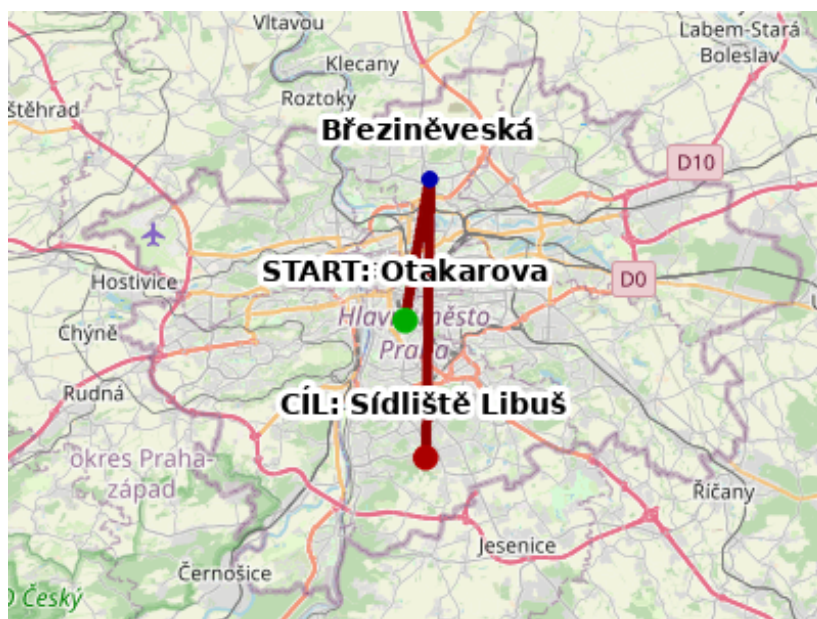 Vltavou
Labem-Stará
Boleslav
Klecany
Roztoky
štěhrad
Březiněveská
D10
START: Otakarova
Hostivice
D0
Hlav
město
Praha
Chýně
Rudná
CÍL: Sídliště Libuš
okres Praha-
západ
Říčany
Jesenice
Černošice
Český